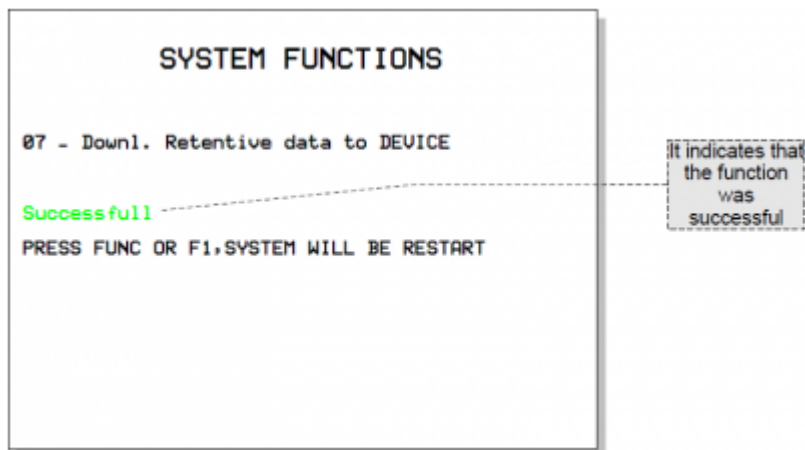 SYSTEM FUNCTIONS
07 - Downl. Retentive data to DEVICE
Successfull
PRESS FUNC OR F1,SYSTEM WILL BE RESTART
It indicates that
the function
was
successful